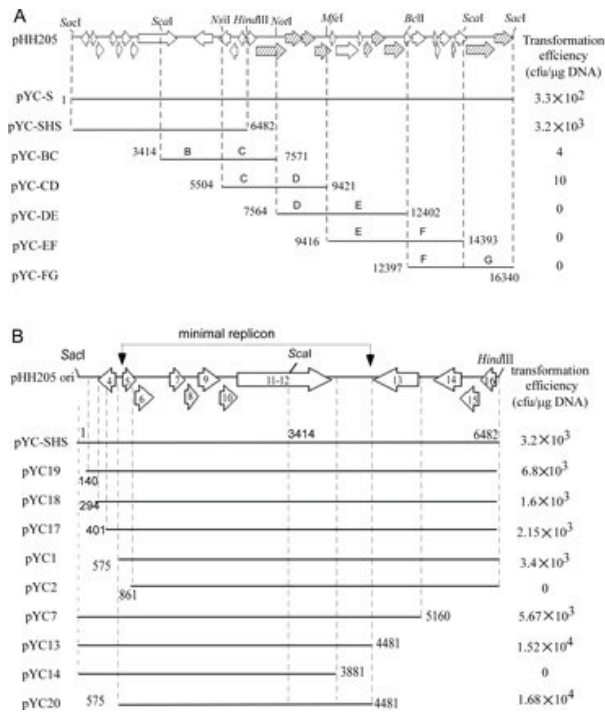 A
SacI ScaI NsiI HindIII NotI MfeI BclI ScaI SacI
pHH205
Transformation
effciency
(cfu/μg DNA)
pYC-S 1 3.3×10²
pYC-SHS 6482 3.2×10³
pYC-BC 3414 B C 7571 4
pYC-CD 5504 C D 9421 10
pYC-DE 7564 D E 12402 0
pYC-EF 9416 E F 14393 0
pYC-FG 12397 F G 16340 0
B
minimal replicon
SacI ScaI HindIII
pHH205 ori 4 5 6 7 8 9 10 11-12 13 14 15 16
transformation
efficiency
(cfu/μg DNA)
pYC-SHS 1 3414 6482 3.2×10³
pYC19 140 6.8×10³
pYC18 294 1.6×10³
pYC17 401 2.15×10³
pYC1 575 3.4×10³
pYC2 861 0
pYC7 5160 5.67×10³
pYC13 4481 1.52×10⁴
pYC14 3881 0
pYC20 575 4481 1.68×10⁴